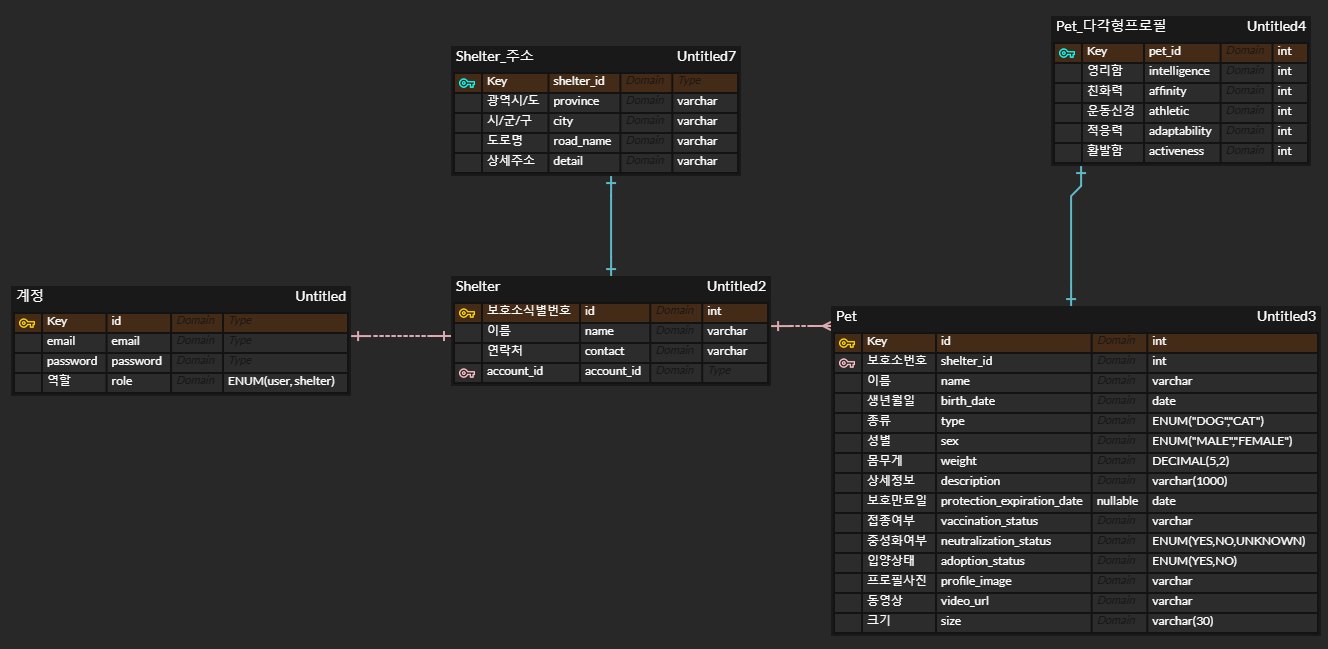 Shelter_주소 Untitled7
Key shelter_id Domain Type
광역시/도 province Domain varchar
시/군/구 city Domain varchar
도로명 road_name Domain varchar
상세주소 detail Domain varchar
Pet_다각형프로필 Untitled4
Key pet_id Domain int
영리함 intelligence Domain int
친화력 affinity Domain int
운동신경 athletic Domain int
적응력 adaptability Domain int
활발함 activeness Domain int
계정 Untitled
Key id Domain Type
email email Domain Type
password password Domain Type
역할 role Domain ENUM(user, shelter)
Shelter Untitled2
보호소식별번호 id Domain int
이름 name Domain varchar
연락처 contact Domain varchar
account_id account_id Domain Type
Pet Untitled3
Key id Domain int
보호소번호 shelter_id Domain int
이름 name Domain varchar
생년월일 birth_date Domain date
종류 type Domain ENUM("DOG","CAT")
성별 sex Domain ENUM("MALE","FEMALE")
몸무게 weight Domain DECIMAL(5,2)
상세정보 description Domain varchar(1000)
보호만료일 protection_expiration_date nullable date
접종여부 vaccination_status Domain varchar
중성화여부 neutralization_status Domain ENUM(YES,NO,UNKNOWN)
입양상태 adoption_status Domain ENUM(YES,NO)
프로필사진 profile_image Domain varchar
동영상 video_url Domain varchar
크기 size Domain varchar(30)